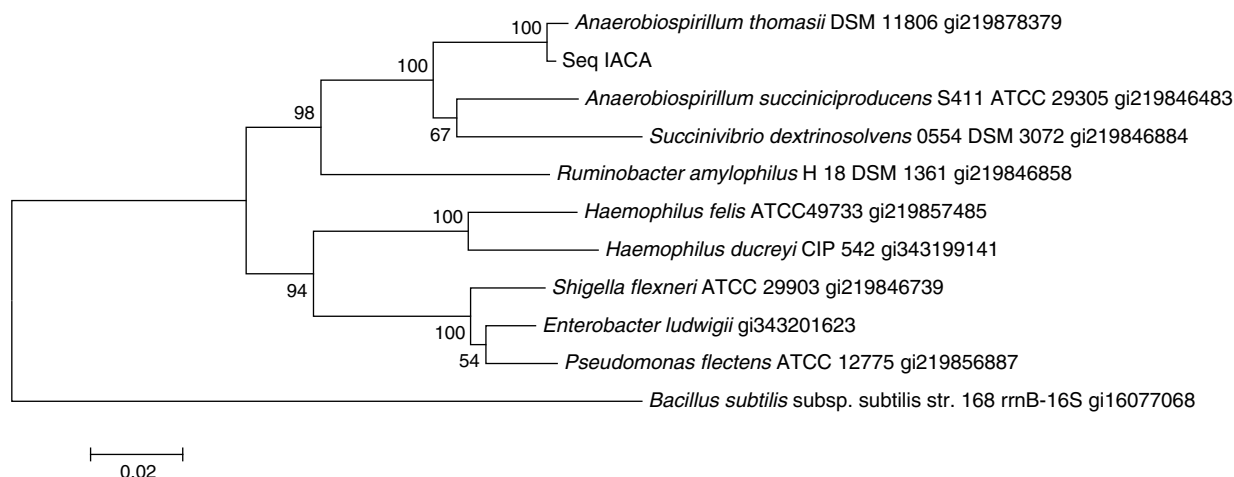 100
Anaerobiospirillum thomasii DSM 11806 gi219878379
Seq IACA
100
Anaerobiospirillum succiniciproducens S411 ATCC 29305 gi219846483
98
67
Succinivibrio dextrinosolvens 0554 DSM 3072 gi219846884
Ruminobacter amylophilus H 18 DSM 1361 gi219846858
100
Haemophilus felis ATCC49733 gi219857485
Haemophilus ducreyi CIP 542 gi343199141
94
Shigella flexneri ATCC 29903 gi219846739
100
Enterobacter ludwigii gi343201623
54
Pseudomonas flectens ATCC 12775 gi219856887
Bacillus subtilis subsp. subtilis str. 168 rrnB-16S gi16077068
0.02